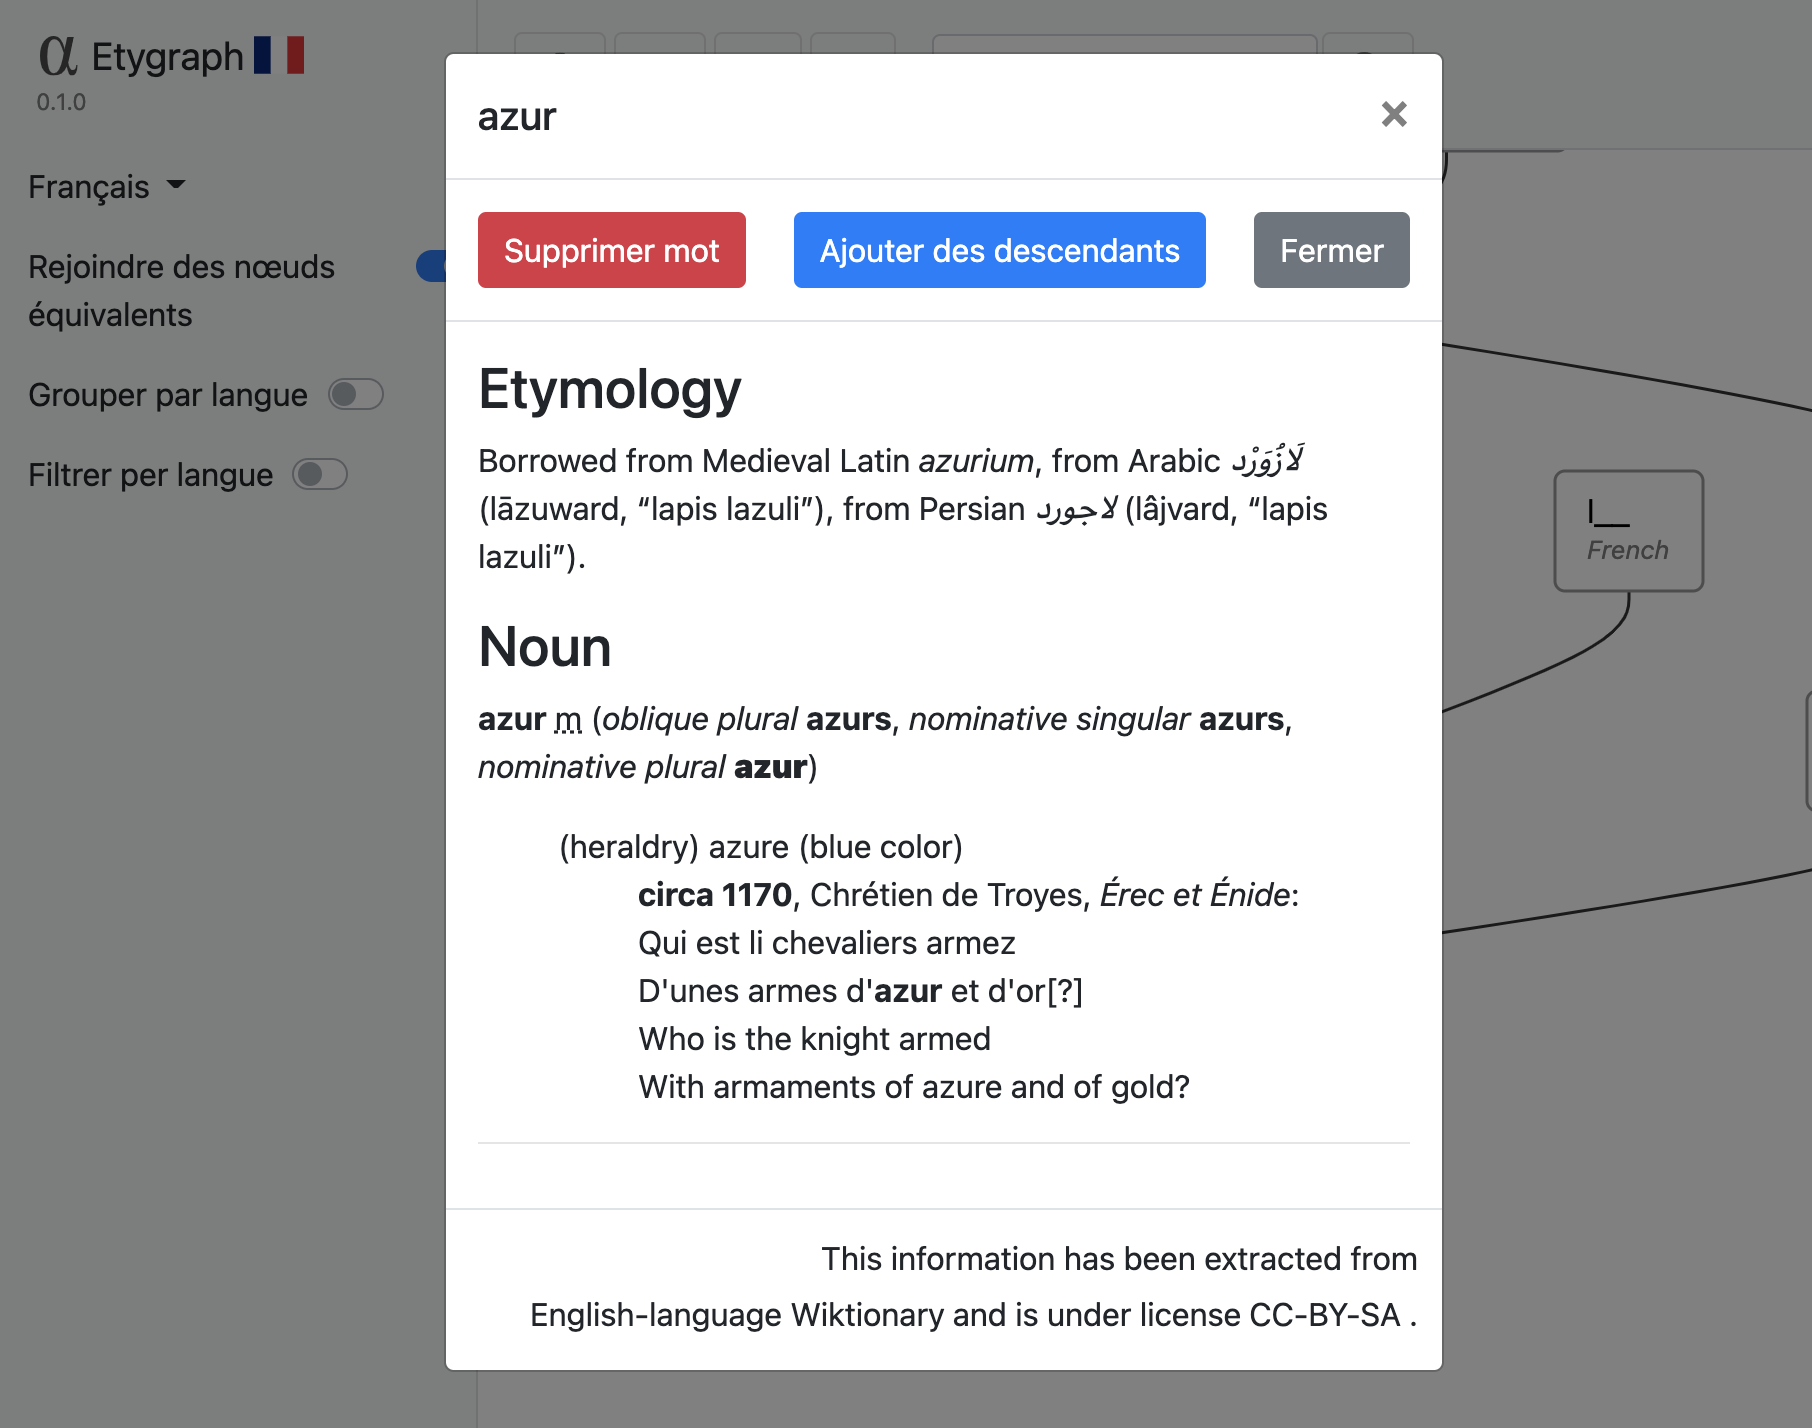 α Etygraph
0.1.0
Français
Rejoindre des nœuds
équivalents
Grouper par langue
Filtrer per langue
azur
Supprimer mot
Ajouter des descendants
Fermer
Etymology
Borrowed from Medieval Latin azurium, from Arabic لَازُوَرْد
(lāzuward, “lapis lazuli”), from Persian لاجورد (lâjvard, “lapis
lazuli”).
Noun
azur m (oblique plural azurs, nominative singular azurs,
nominative plural azur)
(heraldry) azure (blue color)
circa 1170, Chrétien de Troyes, Érec et Énide:
Qui est li chevaliers armez
D'unes armes d'azur et d'or[?]
Who is the knight armed
With armaments of azure and of gold?
This information has been extracted from
English-language Wiktionary and is under license CC-BY-SA .
l__
French